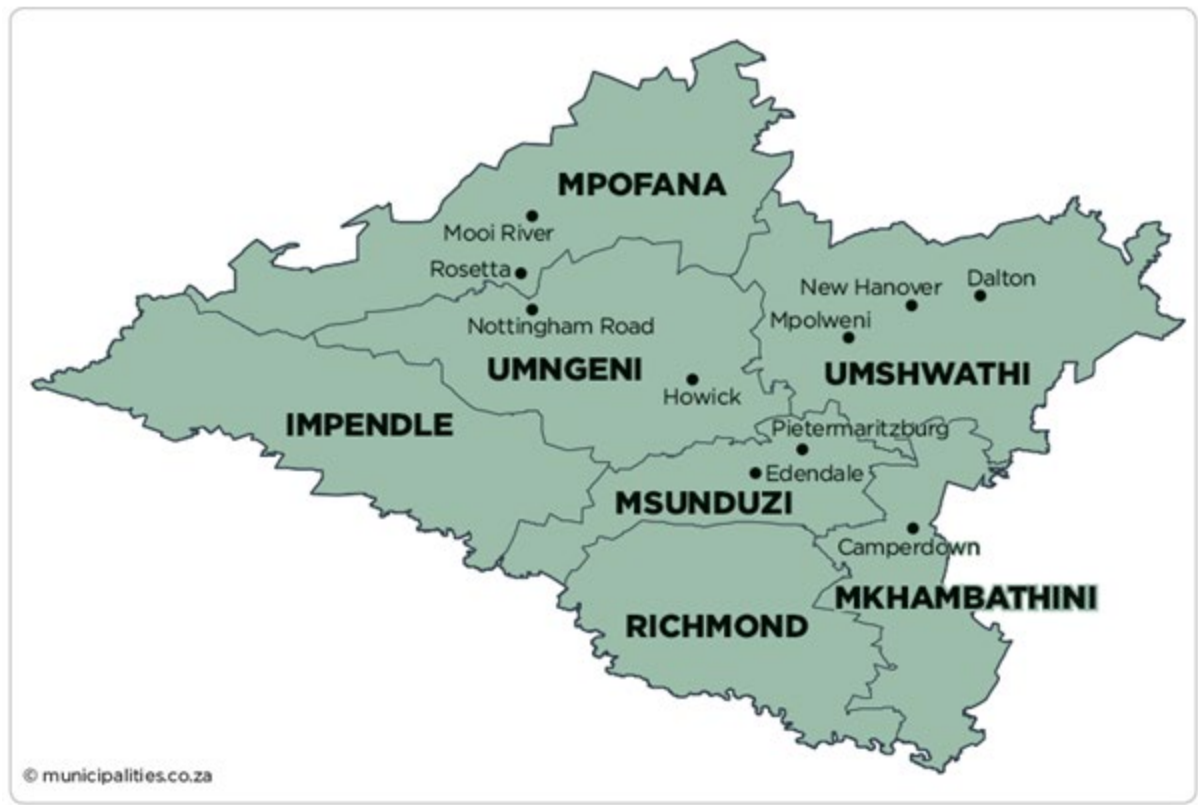 MPOFANA
Mooi River
Rosetta
Nottingham Road
UMNGENI
Howick
New Hanover
Dalton
Mpolweni
UMSHWATHI
IMPENDLE
Pietermaritzburg
Edendale
MSUNDUZI
Camperdown
MKHAMBATHINI
RICHMOND
© municipalities.co.za